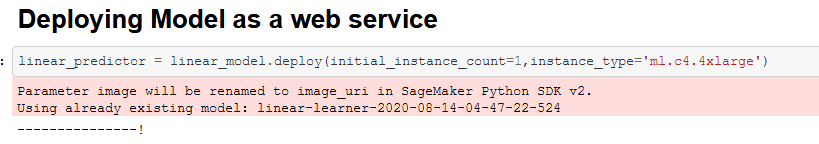 Deploying Model as a web service
: linear_predictor = linear_model.deploy(initial_instance_count=1,instance_type='ml.c4.4xlarge')
Parameter image will be renamed to image_uri in SageMaker Python SDK v2.
Using already existing model: linear-learner-2020-08-14-04-47-22-524
---------------!